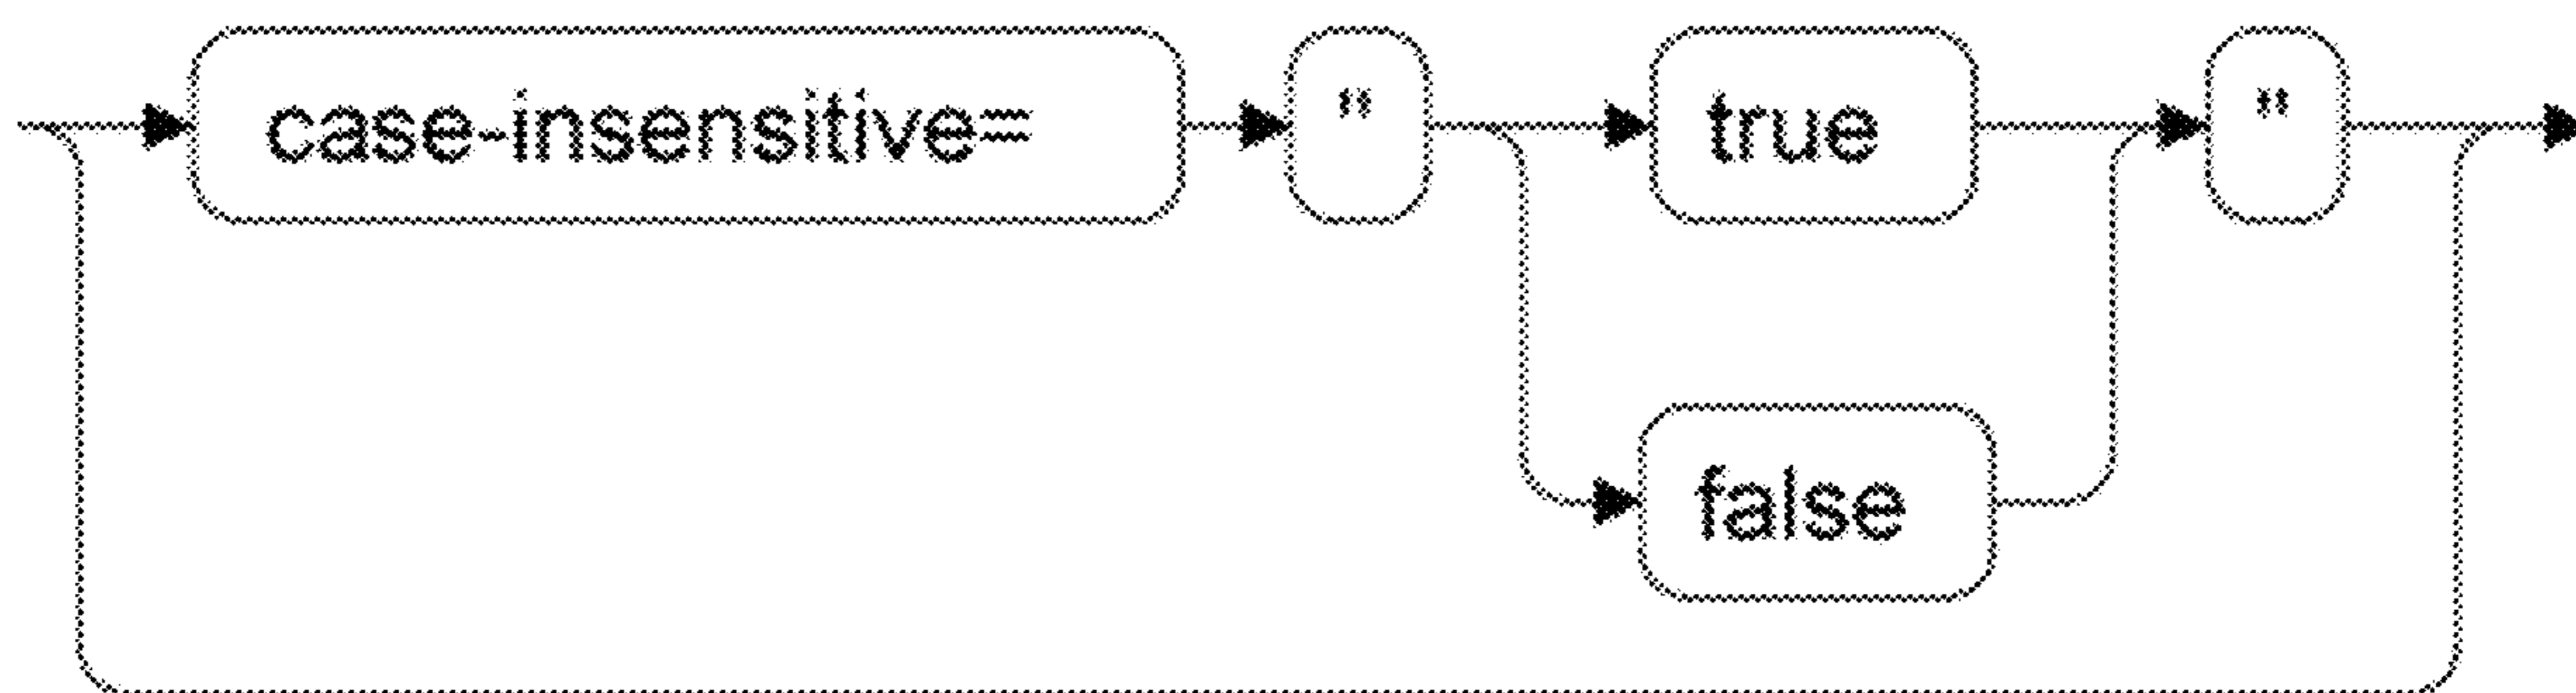 case-insensitive= " true "
false